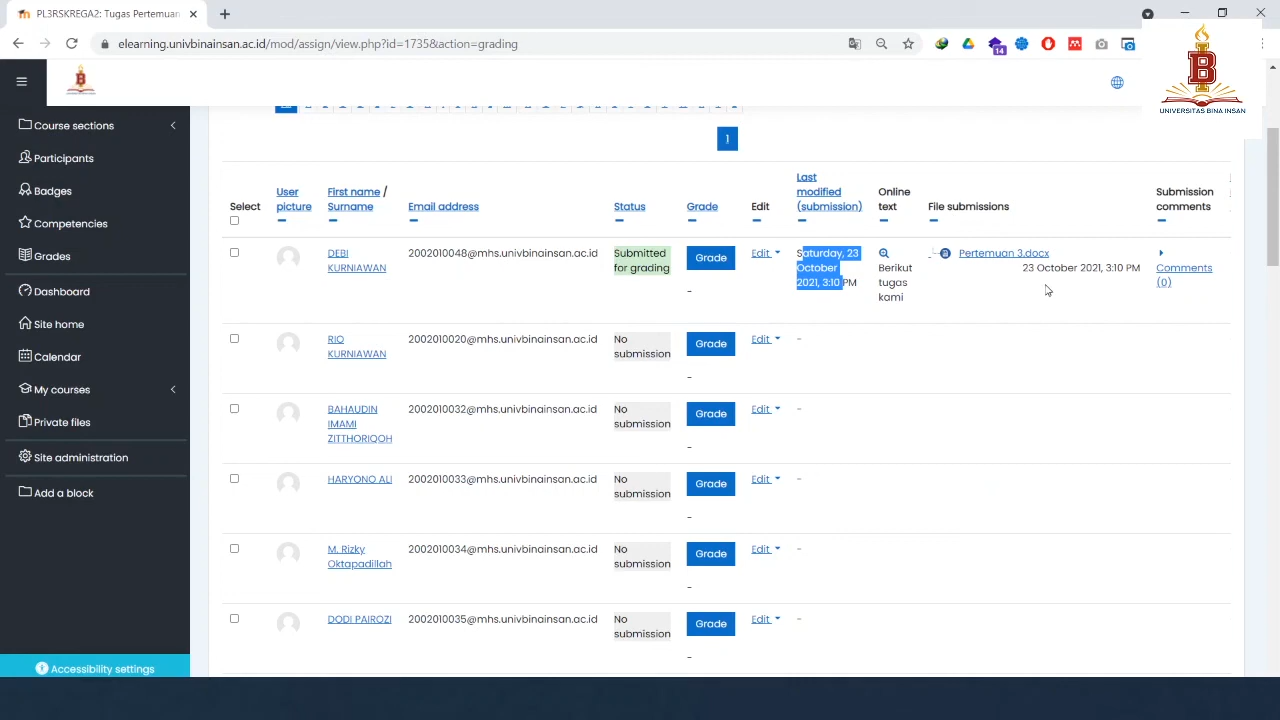 PL3RSKREGA2: Tugas Pertemuan
elearning.univbinainsan.ac.id/mod/assign/view.php?id=1735&action=grading
14
B
UNIVERSITAS BINA INSAN
Course sections
Participants
Badges
Competencies
Grades
Dashboard
Site home
Calendar
My courses
Private files
Site administration
Add a block
Accessibility settings
1
Select
User picture
First name / Surname
Email address
Status
Grade
Edit
Last modified (submission)
Online text
File submissions
Submission comments
DEBI KURNIAWAN
2002010048@mhs.univbinainsan.ac.id
Submitted for grading
Grade
-
Edit
Saturday, 23 October 2021, 3:10 PM
Berikut tugas kami
Pertemuan 3.docx
23 October 2021, 3:10 PM
Comments (0)
RIO KURNIAWAN
2002010020@mhs.univbinainsan.ac.id
No submission
Grade
-
Edit
-
BAHAUDIN IMAMI ZITTHORIQOH
2002010032@mhs.univbinainsan.ac.id
No submission
Grade
-
Edit
-
HARYONO ALI
2002010033@mhs.univbinainsan.ac.id
No submission
Grade
-
Edit
-
M. Rizky Oktapadillah
2002010034@mhs.univbinainsan.ac.id
No submission
Grade
-
Edit
-
DODI PAIROZI
2002010035@mhs.univbinainsan.ac.id
No submission
Grade
-
Edit
-